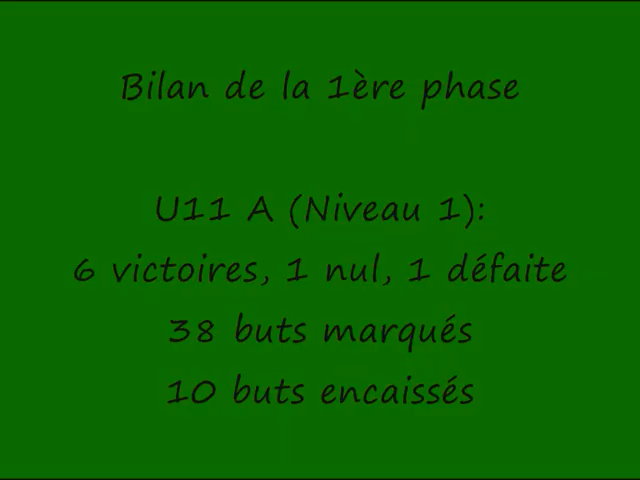 Bilan de la 1ère phase
U11 A (Niveau 1):
6 victoires, 1 nul, 1 défaite
38 buts marqués
10 buts encaissés